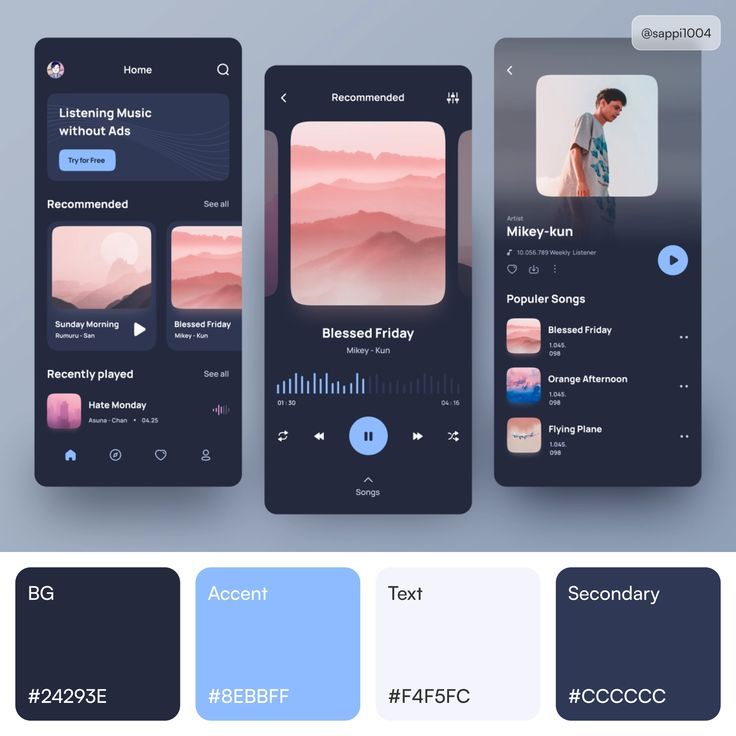 @sappi1004
Home
Listening Music
without Ads
Try for Free
Recommended
See all
Sunday Morning
Rumuru - San
Blessed Friday
Mikey - Kun
Recently played
See all
Hate Monday
Asuna - Chan • 04.25
Recommended
Blessed Friday
Mikey - Kun
01 : 30
04 : 16
Songs
Artist
Mikey-kun
10.056.789 Weekly Listener
Populer Songs
Blessed Friday
1.045.
098
Orange Afternoon
1.045.
098
Flying Plane
1.045.
098
BG
#24293E
Accent
#8EBBFF
Text
#F4F5FC
Secondary
#CCCCCC